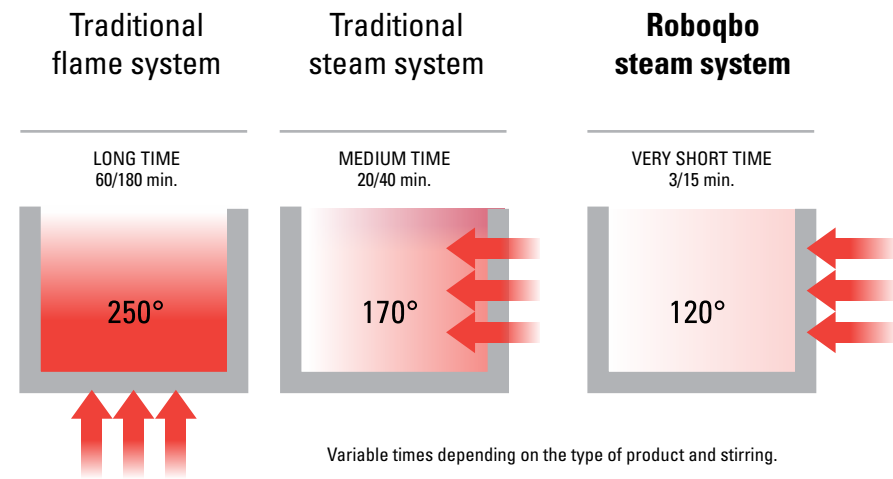 Traditional
flame system
Traditional
steam system
Roboqbo
steam system
LONG TIME
60/180 min.
MEDIUM TIME
20/40 min.
VERY SHORT TIME
3/15 min.
250°
170°
120°
Variable times depending on the type of product and stirring.